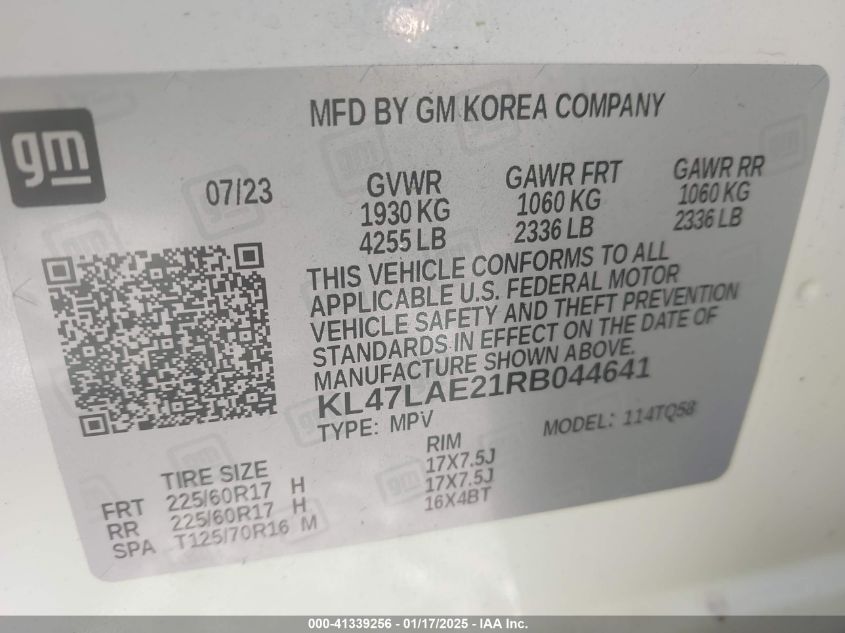 gm
MFD BY GM KOREA COMPANY
07/23
GVWR
1930 KG
4255 LB
GAWR FRT
1060 KG
2336 LB
GAWR RR
1060 KG
2336 LB
THIS VEHICLE CONFORMS TO ALL
APPLICABLE U.S. FEDERAL MOTOR
VEHICLE SAFETY AND THEFT PREVENTION
STANDARDS IN EFFECT ON THE DATE OF
MANUFACTURE SHOWN ABOVE.
KL47LAE21RB044641
TYPE: MPV MODEL: 114TQ58
TIRE SIZE RIM
FRT 225/60R17 H 17X7.5J
RR 225/60R17 H 17X7.5J
SPA T125/70R16 M 16X4BT
000-41339256 - 01/17/2025 - IAA Inc.